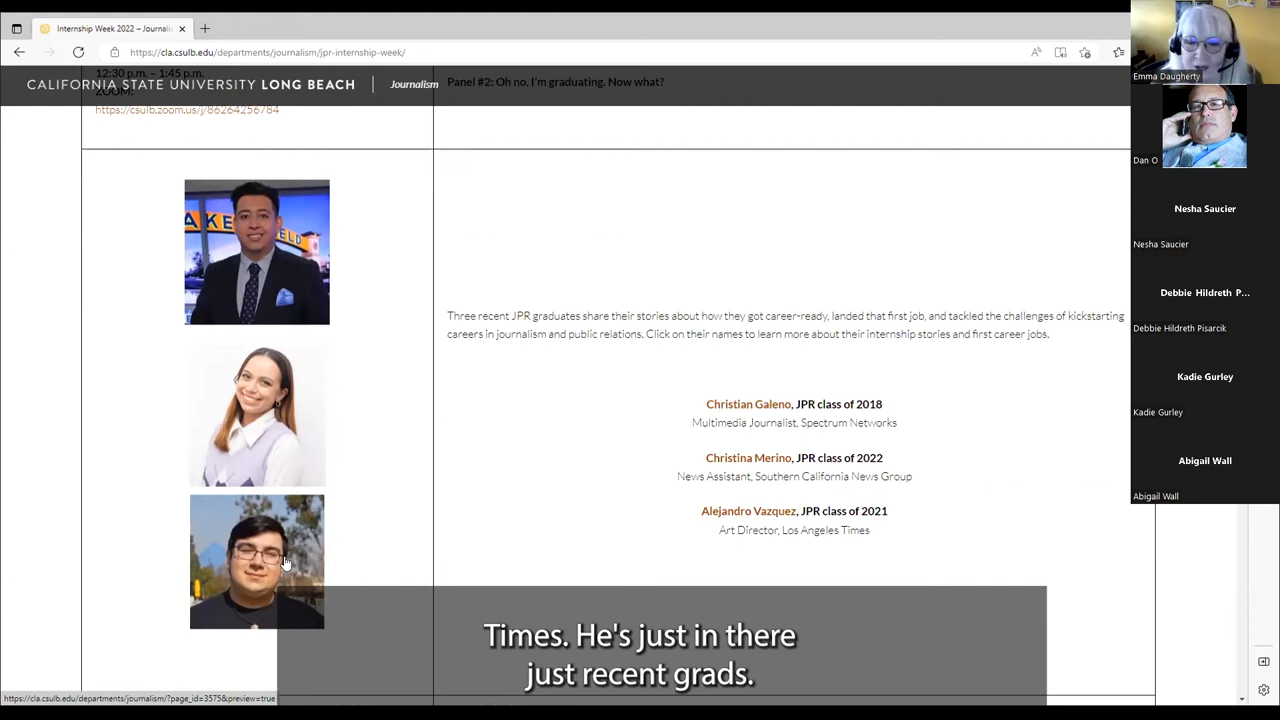 Internship Week 2022 – Journali
https://cla.csulb.edu/departments/journalism/jpr-internship-week/
12:30 p.m. – 1:45 p.m.
CALIFORNIA STATE UNIVERSITY LONG BEACH
Journalism
Panel #2: Oh no, I'm graduating. Now what?
ZOOM:
https://csulb.zoom.us/j/86264256784
Three recent JPR graduates share their stories about how they got career-ready, landed that first job, and tackled the challenges of kickstarting
careers in journalism and public relations. Click on their names to learn more about their internship stories and first career jobs.
Christian Galeno, JPR class of 2018
Multimedia Journalist, Spectrum Networks
Christina Merino, JPR class of 2022
News Assistant, Southern California News Group
Alejandro Vazquez, JPR class of 2021
Art Director, Los Angeles Times
Times. He's just in there
just recent grads.
https://cla.csulb.edu/departments/journalism/?page_id=3575&preview=true
Emma Daugherty
Dan O
Nesha Saucier
Nesha Saucier
Debbie Hildreth P...
Debbie Hildreth Pisarcik
Kadie Gurley
Kadie Gurley
Abigail Wall
Abigail Wall